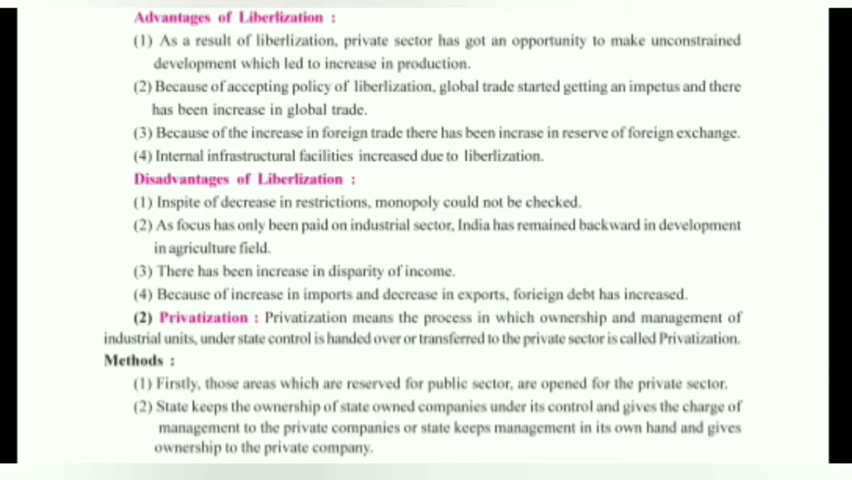 Advantages of Liberlization :
(1) As a result of liberlization, private sector has got an opportunity to make unconstrained
development which led to increase in production.
(2) Because of accepting policy of liberlization, global trade started getting an impetus and there
has been increase in global trade.
(3) Because of the increase in foreign trade there has been incrase in reserve of foreign exchange.
(4) Internal infrastructural facilities increased due to liberlization.
Disadvantages of Liberlization :
(1) Inspite of decrease in restrictions, monopoly could not be checked.
(2) As focus has only been paid on industrial sector, India has remained backward in development
in agriculture field.
(3) There has been increase in disparity of income.
(4) Because of increase in imports and decrease in exports, forieign debt has increased.
(2) Privatization : Privatization means the process in which ownership and management of
industrial units, under state control is handed over or transferred to the private sector is called Privatization.
Methods :
(1) Firstly, those areas which are reserved for public sector, are opened for the private sector.
(2) State keeps the ownership of state owned companies under its control and gives the charge of
management to the private companies or state keeps management in its own hand and gives
ownership to the private company.